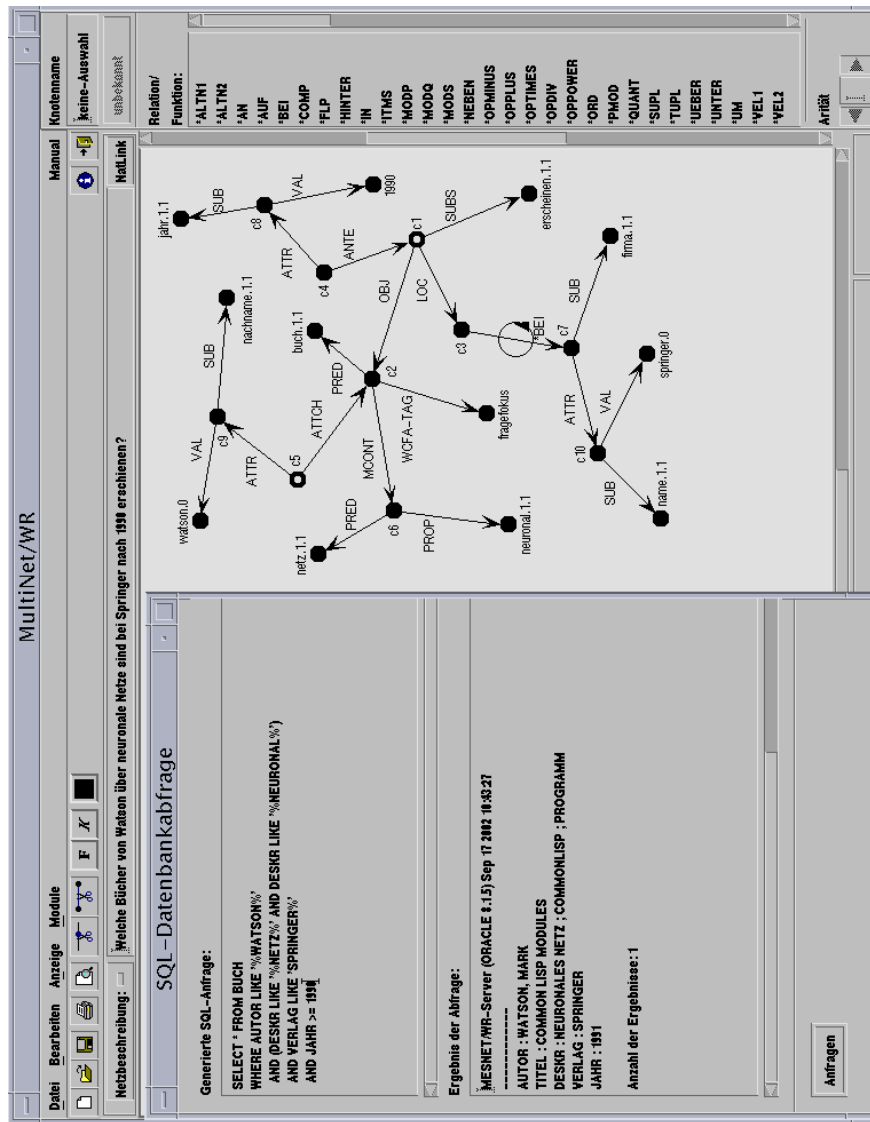 MultiNet/WR
Datei Bearbeiten Anzeige Module Manual
F K
Netzbeschreibung: Welche Bücher von Watson über neuronale Netze sind bei Springer nach 1990 erschienen? NatLink
Knotenname
keine-Auswahl
unbekannt
Relation/
Funktion:
*ALTN1
*ALTN2
*AN
*AUF
*BEI
*COMP
*FLP
*HINTER
*IN
*ITMS
*MODP
*MODQ
*MODS
*NEBEN
*OPMINUS
*OPPLUS
*OPTIMES
*OPDIV
*OPPOWER
*ORD
*PMOD
*QUANT
*SUPL
*TUPL
*UEBER
*UNTER
*UM
*VEL1
*VEL2
Arität
SQL-Datenbankabfrage
Generierte SQL-Anfrage:
SELECT * FROM BUCH
WHERE AUTOR LIKE '%WATSON%'
AND (DESKR LIKE '%NETZ%' AND DESKR LIKE '%NEURONAL%')
AND VERLAG LIKE 'SPRINGER%'
AND JAHR >= 1990
Ergebnis der Abfrage:
MESNET/WR-Server (ORACLE 8.1.5) Sep 17 2002 10:43:27
-------------
AUTOR : WATSON, MARK
TITEL : COMMON LISP MODULES
DESKR : NEURONALES NETZ ; COMMONLISP ; PROGRAMM
VERLAG : SPRINGER
JAHR : 1991
Anzahl der Ergebnisse: 1
Anfragen
watson.0
VAL
c9
SUB
nachname.1.1
ATTR
c5
ATTCH
jahr.1.1
SUB
c8
VAL
1990
ATTR
c4
ANTE
c1
SUBS
erscheinen.1.1
OBJ
LOC
buch.1.1
PRED
c2
WCFA-TAG
fragefokus
MCONT
netz.1.1
PRED
c6
PROP
neuronal.1.1
c3
*BEI
c7
SUB
firma.1.1
ATTR
c10
VAL
springer.0
SUB
name.1.1